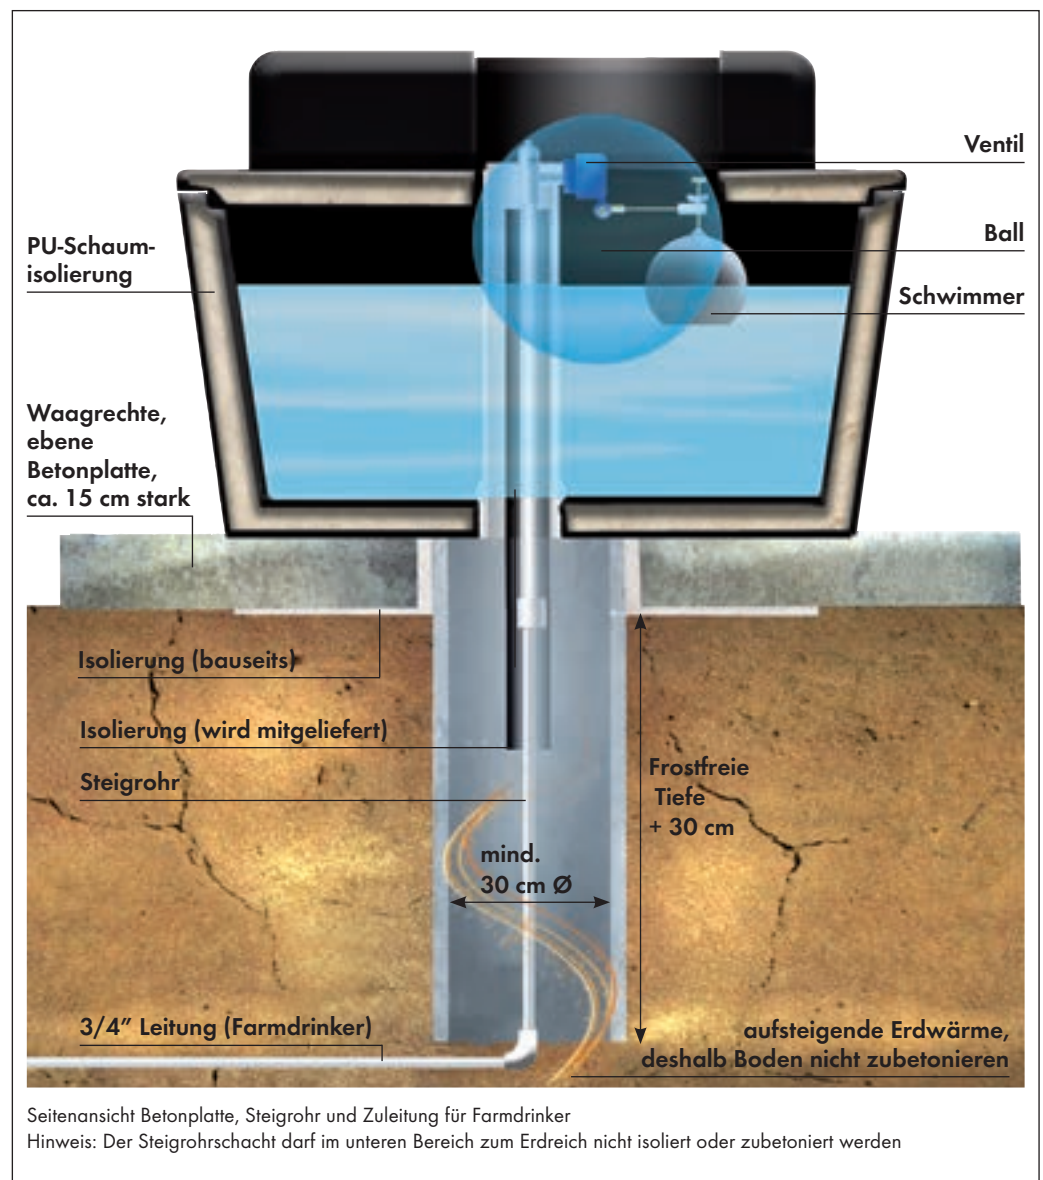 Ventil
Ball
Schwimmer
PU-Schaum-
isolierung
Waagrechte,
ebene
Betonplatte,
ca. 15 cm stark
Isolierung (bauseits)
Isolierung (wird mitgeliefert)
Steigrohr
Frostfreie
Tiefe
+ 30 cm
mind.
30 cm Ø
3/4” Leitung (Farmdrinker)
aufsteigende Erdwärme,
deshalb Boden nicht zubetonieren
Seitenansicht Betonplatte, Steigrohr und Zuleitung für Farmdrinker
Hinweis: Der Steigrohrschacht darf im unteren Bereich zum Erdreich nicht isoliert oder zubetoniert werden